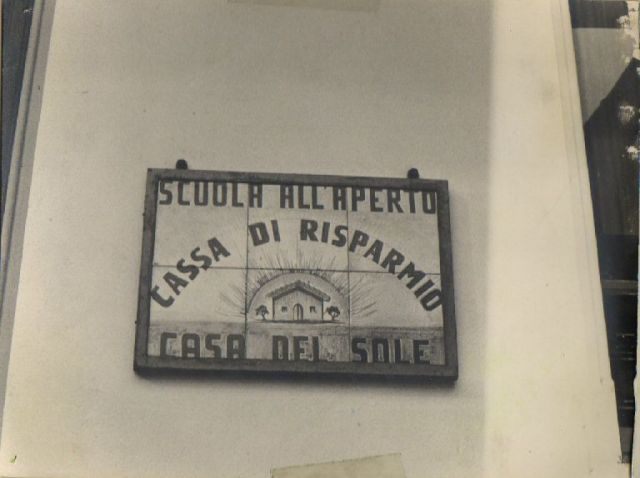 SCUOLA ALL'APERTO
CASSA DI RISPARMIO
CASA DEL SOLE